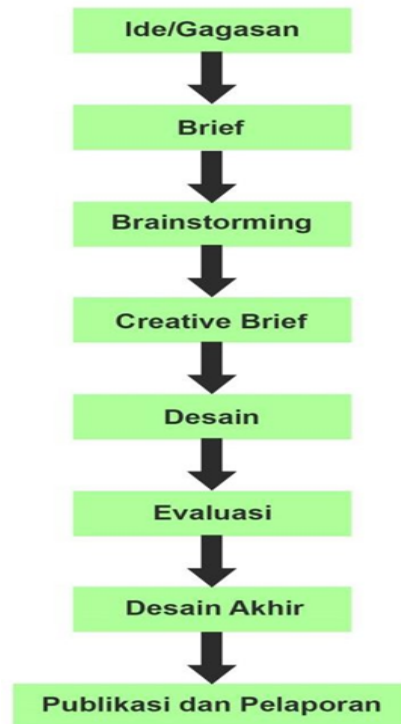 Ide/Gagasan
Brief
Brainstorming
Creative Brief
Desain
Evaluasi
Desain Akhir
Publikasi dan Pelaporan